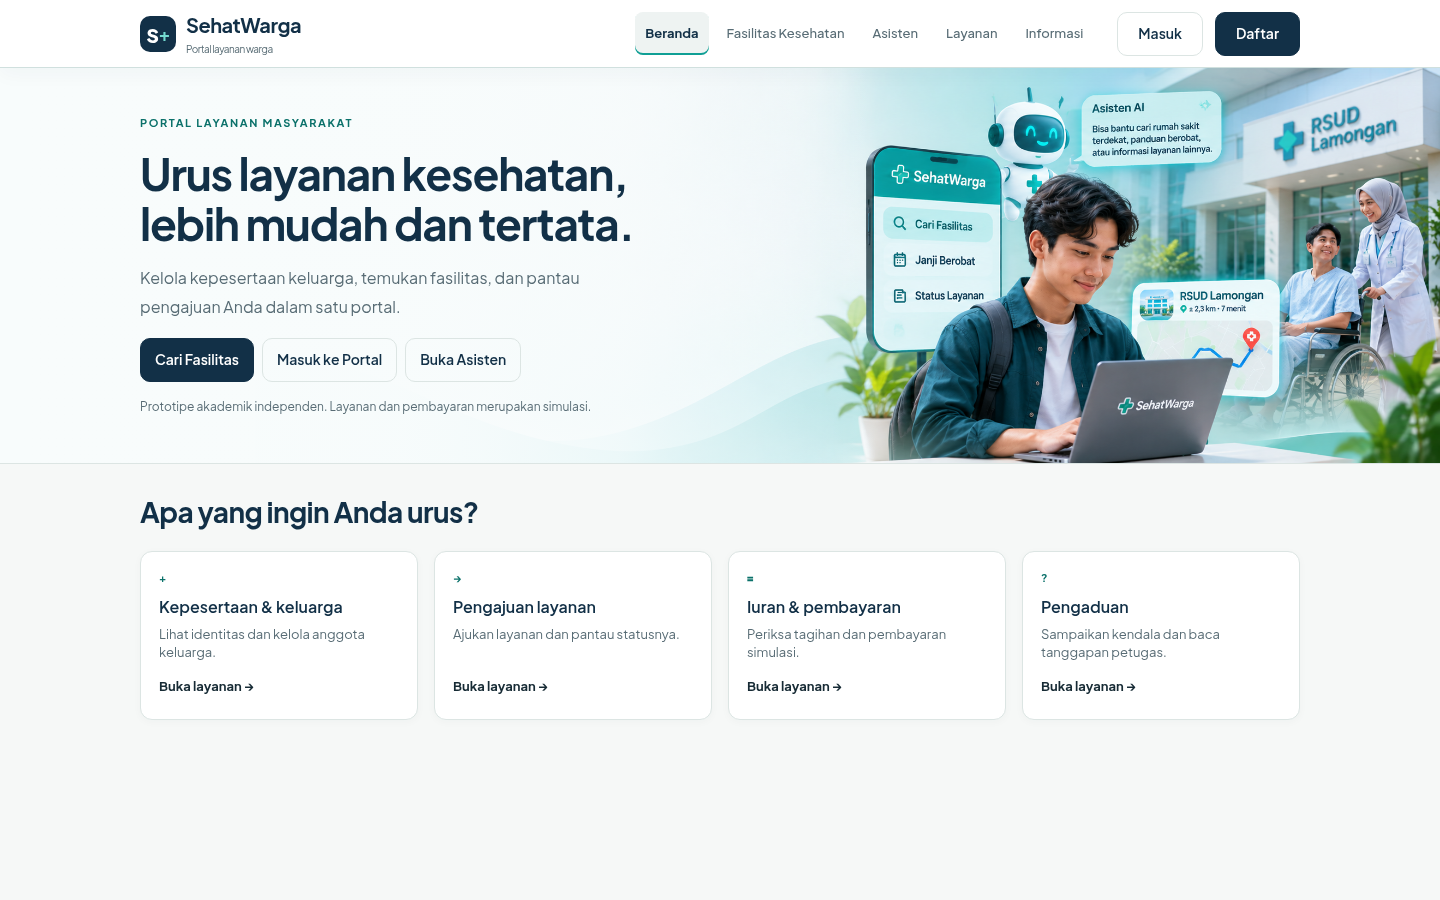 S+
SehatWarga
Portal layanan warga
Beranda
Fasilitas Kesehatan
Asisten
Layanan
Informasi
Masuk
Daftar
PORTAL LAYANAN MASYARAKAT
Urus layanan kesehatan,
lebih mudah dan tertata.
Kelola kepesertaan keluarga, temukan fasilitas, dan pantau
pengajuan Anda dalam satu portal.
Cari Fasilitas
Masuk ke Portal
Buka Asisten
Prototipe akademik independen. Layanan dan pembayaran merupakan simulasi.
SehatWarga
Cari Fasilitas
Janji Berobat
Status Layanan
Asisten AI
Bisa bantu cari rumah sakit
terdekat, panduan berobat,
atau informasi layanan lainnya.
RSUD
Lamongan
RSUD Lamongan
± 2,3 km • 7 menit
SehatWarga
Apa yang ingin Anda urus?
+
Kepesertaan & keluarga
Lihat identitas dan kelola anggota
keluarga.
Buka layanan →
→
Pengajuan layanan
Ajukan layanan dan pantau statusnya.
Buka layanan →
=
Iuran & pembayaran
Periksa tagihan dan pembayaran
simulasi.
Buka layanan →
?
Pengaduan
Sampaikan kendala dan baca
tanggapan petugas.
Buka layanan →